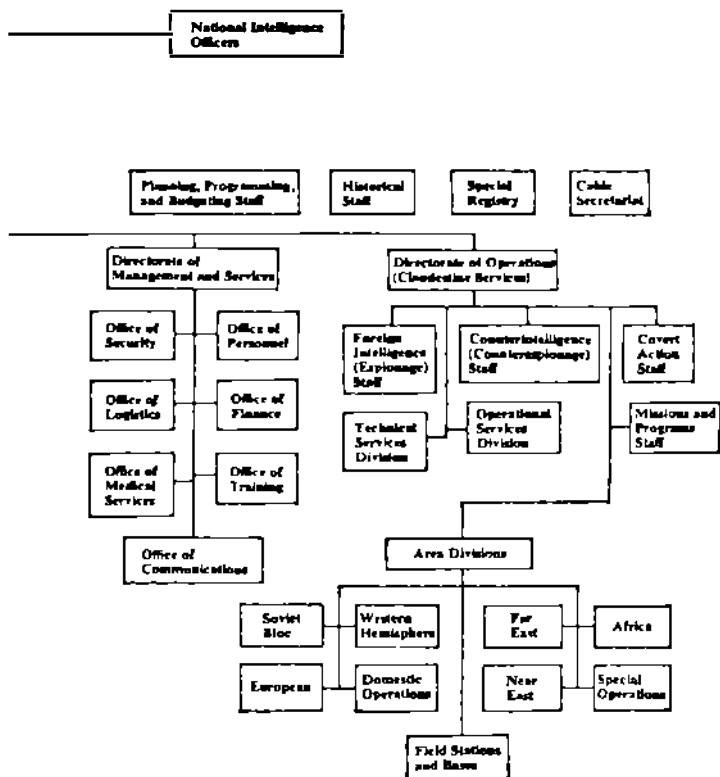 National Intelligence
Officers
Planning, Programming,
and Budgeting Staff
Historical
Staff
Special
Registry
Cable
Secretariat
Directorate of
Management and Services
Directorate of Operations
(Clandestine Services)
Office of
Security
Office of
Personnel
Foreign
Intelligence
(Espionage)
Staff
Counterintelligence
(Counterespionage)
Staff
Covert
Action
Staff
Office of
Logistics
Office of
Finance
Technical
Services
Division
Operational
Services
Division
Missions and
Programs
Staff
Office of
Medical
Services
Office of
Training
Office of
Communications
Area Divisions
Soviet
Bloc
Western
Hemisphere
Far
East
Africa
European
Domestic
Operations
Near
East
Special
Operations
Field Stations
and Bases